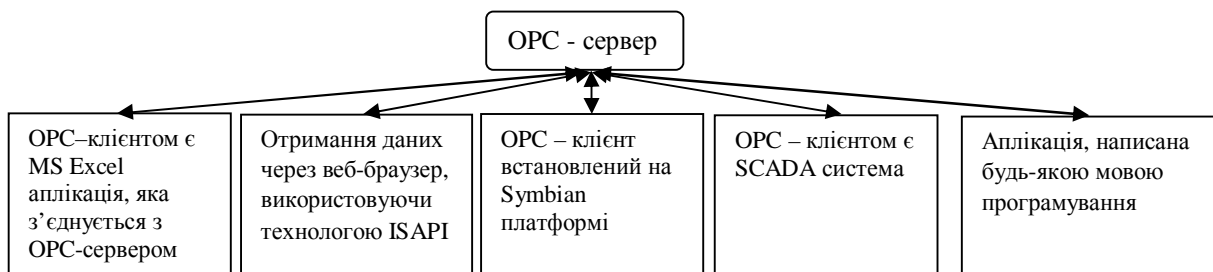 OPC - сервер
OPC–клієнтом є
MS Excel
аплікація, яка
з’єднується з
OPC-сервером
Отримання даних
через веб-браузер,
використовуючи
технологою ISAPI
OPC – клієнт
встановлений на
Symbian
платформі
OPC – клієнтом є
SCADA система
Аплікація, написана
будь-якою мовою
програмування